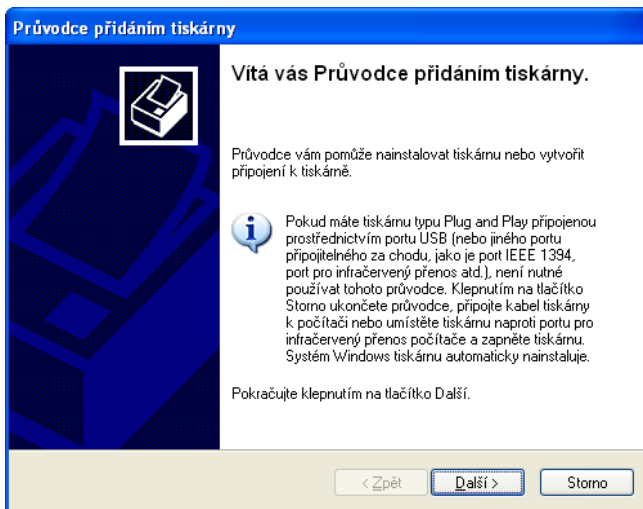 Průvodce přidáním tiskárny
Vítá vás Průvodce přidáním tiskárny.
Průvodce vám pomůže nainstalovat tiskárnu nebo vytvořit
připojení k tiskárně.
Pokud máte tiskárnu typu Plug and Play připojenou
prostřednictvím portu USB (nebo jiného portu
připojitelného za chodu, jako je port IEEE 1394,
port pro infračervený přenos atd.), není nutné
používat tohoto průvodce. Klepnutím na tlačítko
Storno ukončete průvodce, připojte kabel tiskárny
k počítači nebo umístěte tiskárnu naproti portu pro
infračervený přenos počítače a zapněte tiskárnu.
Systém Windows tiskárnu automaticky nainstaluje.
Pokračujte klepnutím na tlačítko Další.
< Zpět Další > Storno